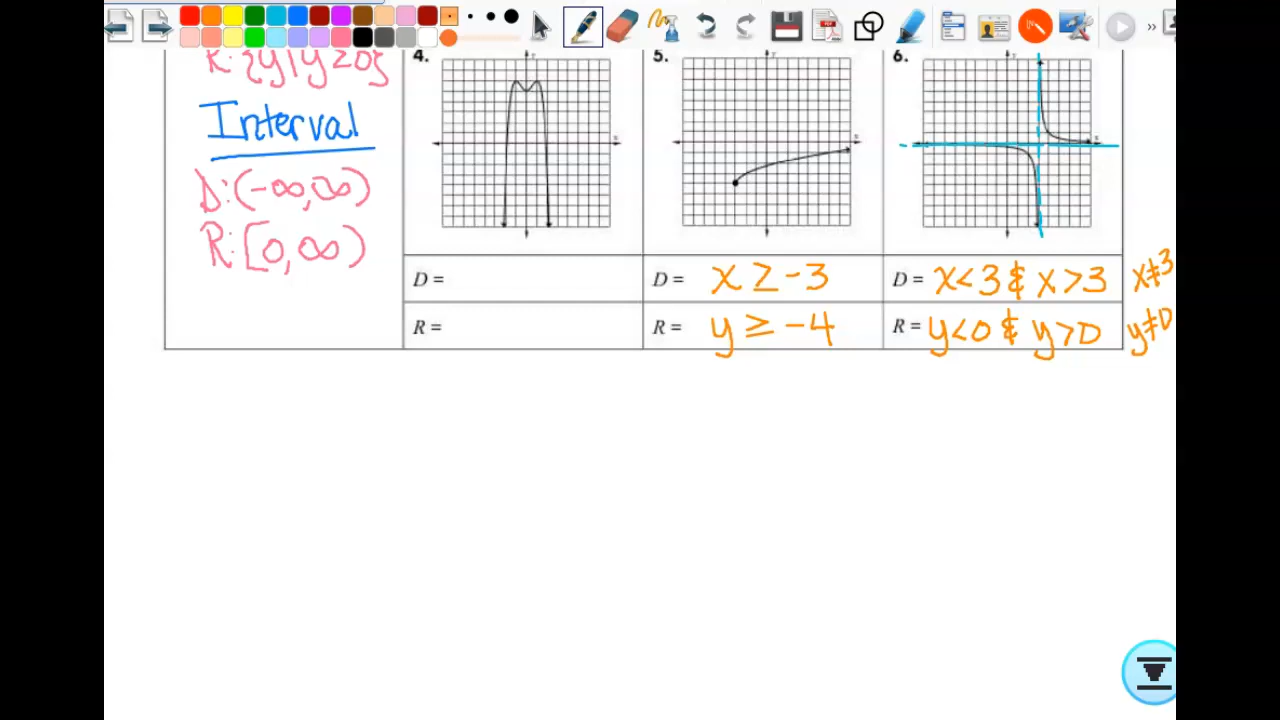 R: {y|y≥0}
Interval
D: (-∞,∞)
R: [0,∞)
4.
y
x
D =
R =
5.
y
x
D = x ≥ -3
R = y ≥ -4
6.
x
D = x<3 & x>3 x≠3
R = y<0 & y>0 y≠0